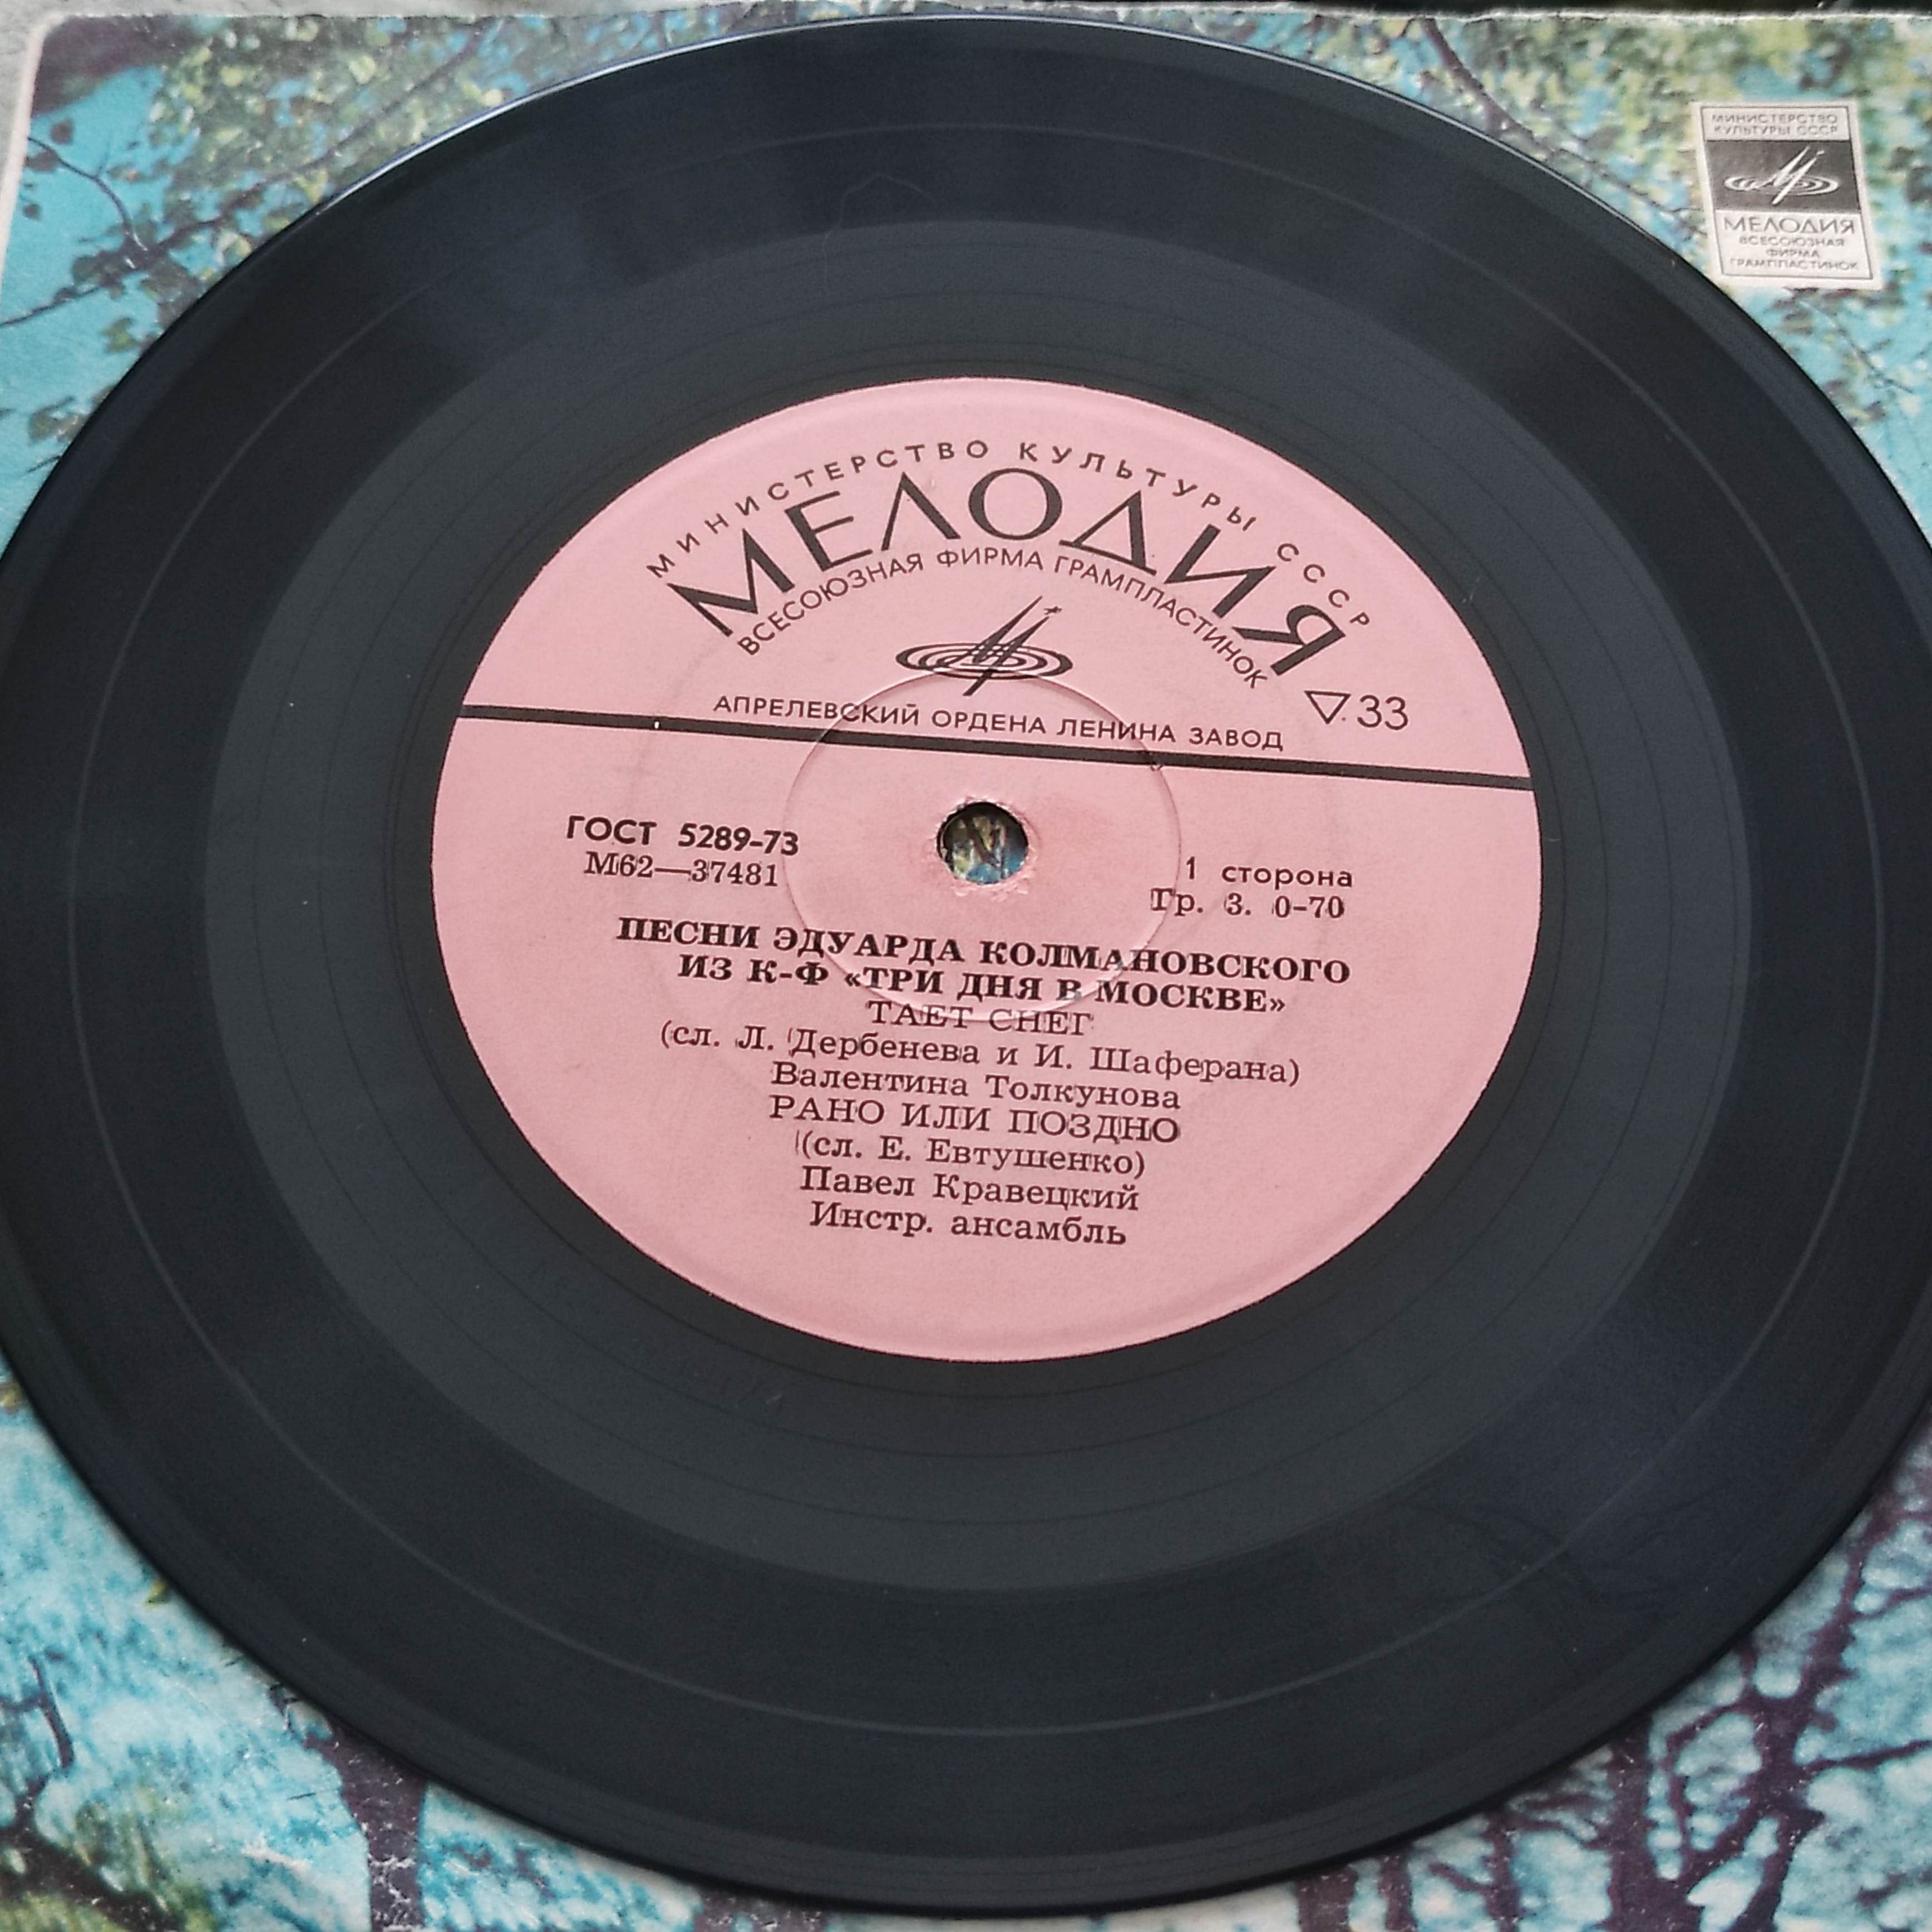 МИНИСТЕРСТВО
КУЛЬТУРЫ СССР
МЕЛОДИЯ
ВСЕСОЮЗНАЯ
ФИРМА
ГРАМПЛАСТИНОК
МИНИСТЕРСТВО КУЛЬТУРЫ СССР
МЕЛОДИЯ
ВСЕСОЮЗНАЯ ФИРМА ГРАМПЛАСТИНОК
▽33
АПРЕЛЕВСКИЙ ОРДЕНА ЛЕНИНА ЗАВОД
ГОСТ 5289-73
М62—37481
1 сторона
Гр. 3. 0-70
ПЕСНИ ЭДУАРДА КОЛМАНОВСКОГО
ИЗ К-Ф «ТРИ ДНЯ В МОСКВЕ»
ТАЕТ СНЕГ
(сл. Л. Дербенева и И. Шаферана)
Валентина Толкунова
РАНО ИЛИ ПОЗДНО
(сл. Е. Евтушенко)
Павел Кравецкий
Инстр. ансамбль